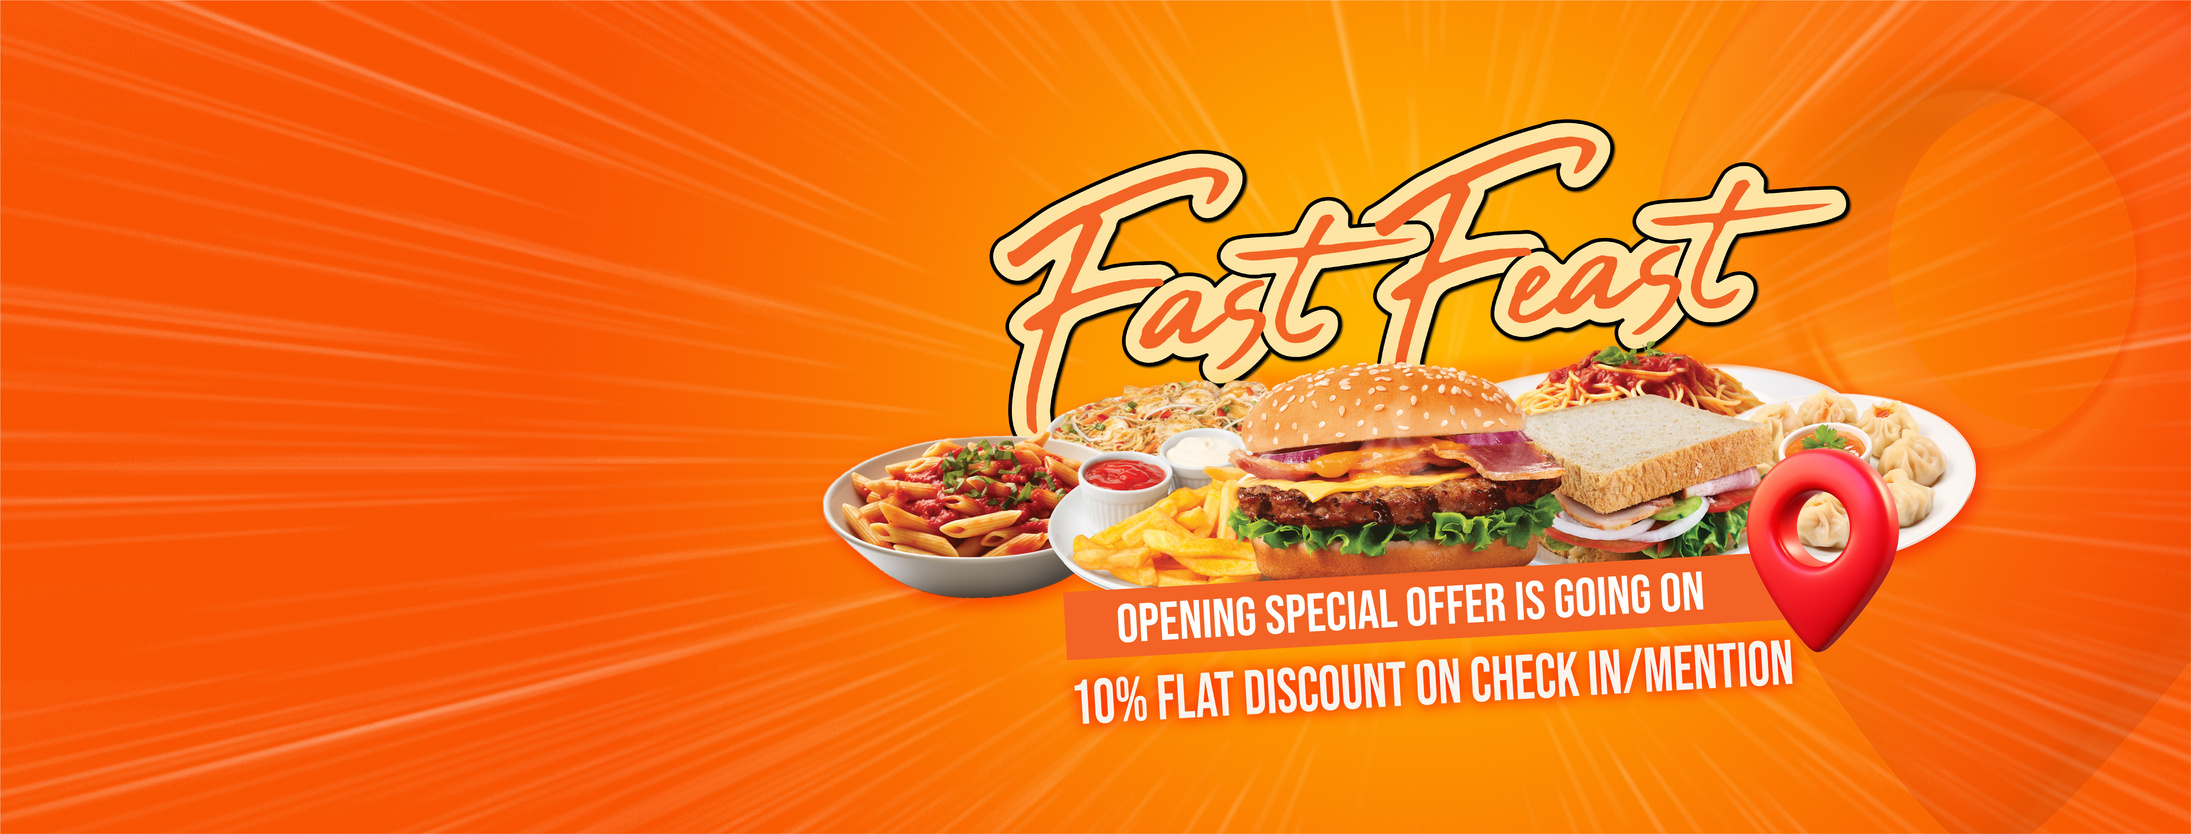 Fast Feast
OPENING SPECIAL OFFER IS GOING ON
10% FLAT DISCOUNT ON CHECK IN/MENTION